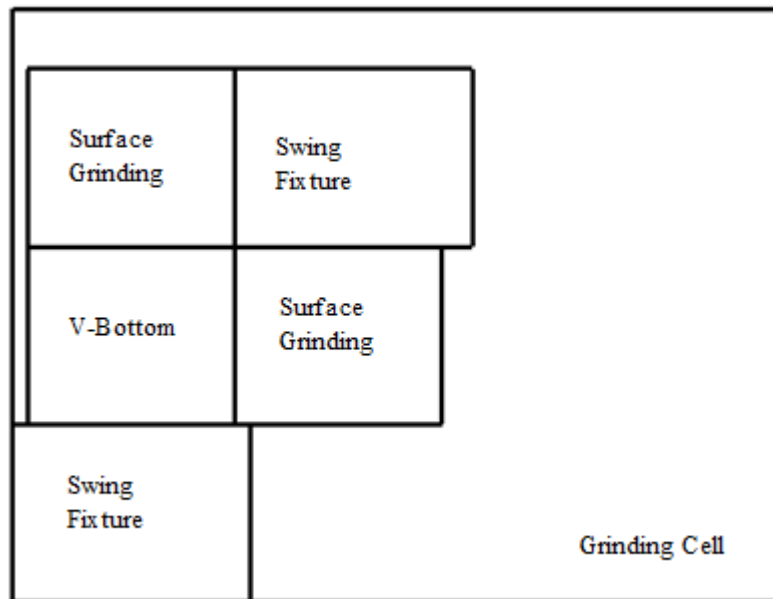 Surface
Grinding
Swing
Fixture
V-Bottom
Surface
Grinding
Swing
Fixture
Grinding Cell